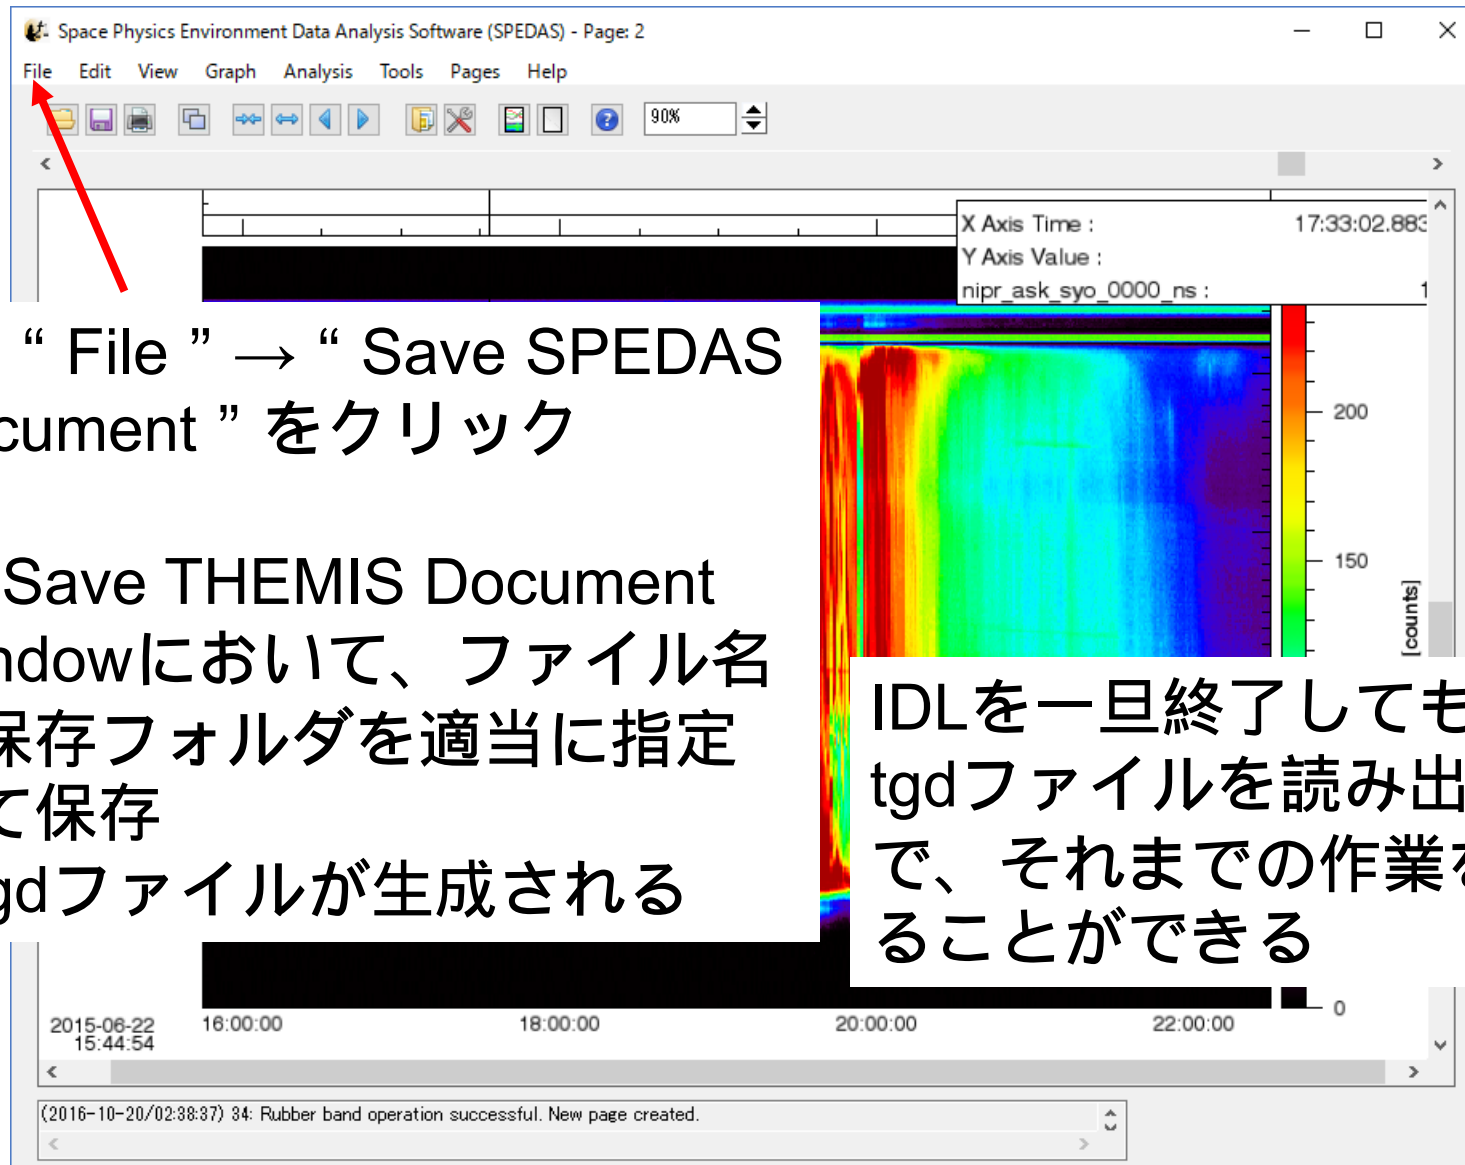 Space Physics Environment Data Analysis Software (SPEDAS) - Page: 2
File Edit View Graph Analysis Tools Pages Help
90%
X Axis Time : 17:33:02.883
Y Axis Value :
nipr_ask_syo_0000_ns : 1
“ File ” → “ Save SPEDAS
cument ” をクリック
Save THEMIS Document
ndowにおいて、ファイル名
保存フォルダを適当に指定
て保存
gdファイルが生成される
200
150
[counts]
IDLを一旦終了しても
tgdファイルを読み出
で、それまでの作業を
ることができる
0
2015-06-22
15:44:54
16:00:00 18:00:00 20:00:00 22:00:00
(2016-10-20/02:38:37) 34: Rubber band operation successful. New page created.